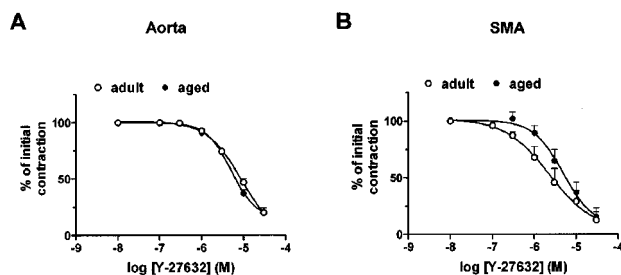 A
Aorta
adult
aged
% of initial
contraction
100
50
0
-9
-8
-7
-6
-5
-4
log [Y-27632] (M)
B
SMA
adult
aged
% of initial
contraction
100
50
0
-9
-8
-7
-6
-5
-4
log [Y-27632] (M)